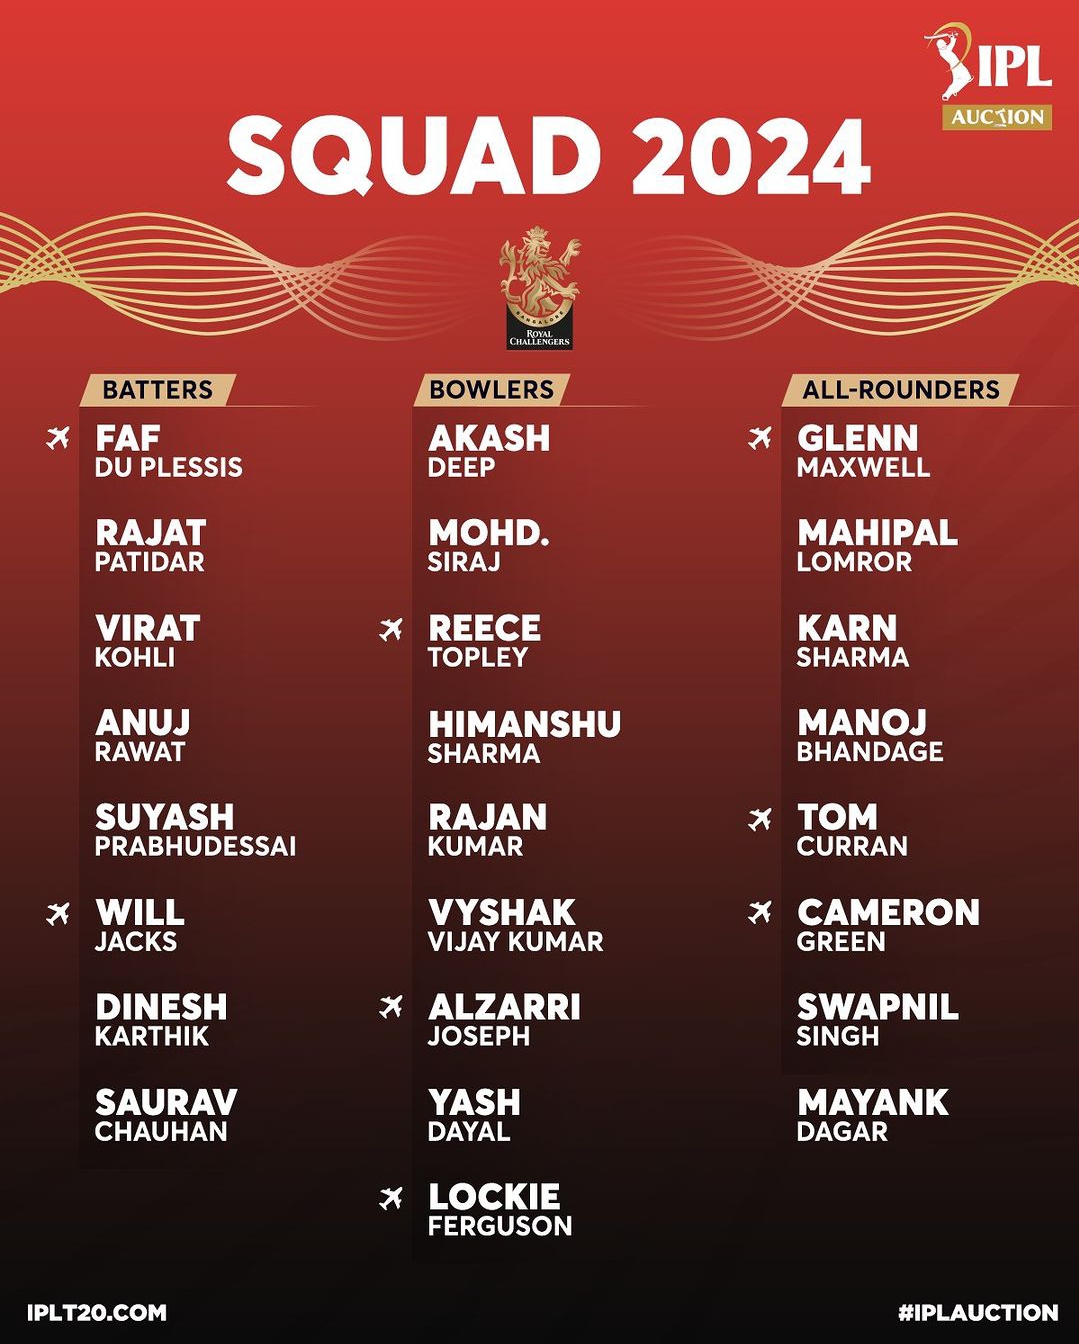 IPL
AUCTION
SQUAD 2024
BANGALORE
ROYAL
CHALLENGERS
BATTERS
FAF
DU PLESSIS
RAJAT
PATIDAR
VIRAT
KOHLI
ANUJ
RAWAT
SUYASH
PRABHUDESSAI
WILL
JACKS
DINESH
KARTHIK
SAURAV
CHAUHAN
BOWLERS
AKASH
DEEP
MOHD.
SIRAJ
REECE
TOPLEY
HIMANSHU
SHARMA
RAJAN
KUMAR
VYSHAK
VIJAY KUMAR
ALZARRI
JOSEPH
YASH
DAYAL
LOCKIE
FERGUSON
ALL-ROUNDERS
GLENN
MAXWELL
MAHIPAL
LOMROR
KARN
SHARMA
MANOJ
BHANDAGE
TOM
CURRAN
CAMERON
GREEN
SWAPNIL
SINGH
MAYANK
DAGAR
IPLT20.COM
#IPLAUCTION